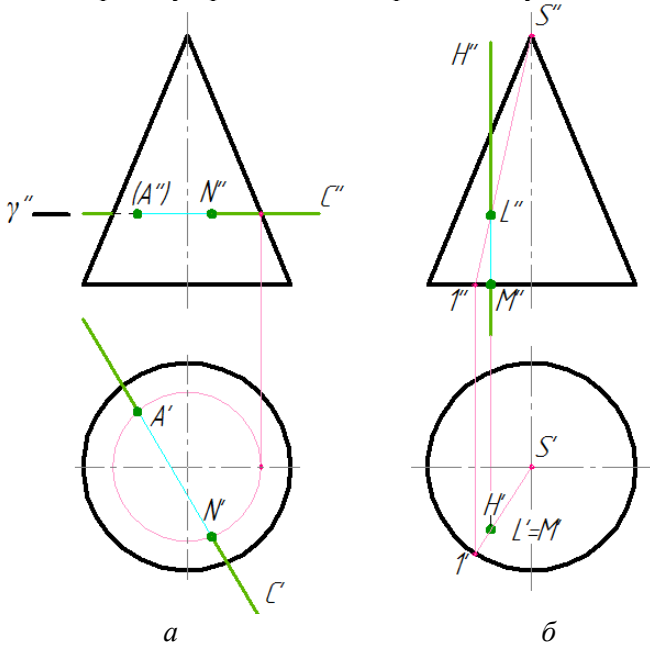 S"
H"
γ"
(A")
N"
C"
L"
1"
M"
A'
S'
N'
H'
L'=M'
1'
C'
а
б